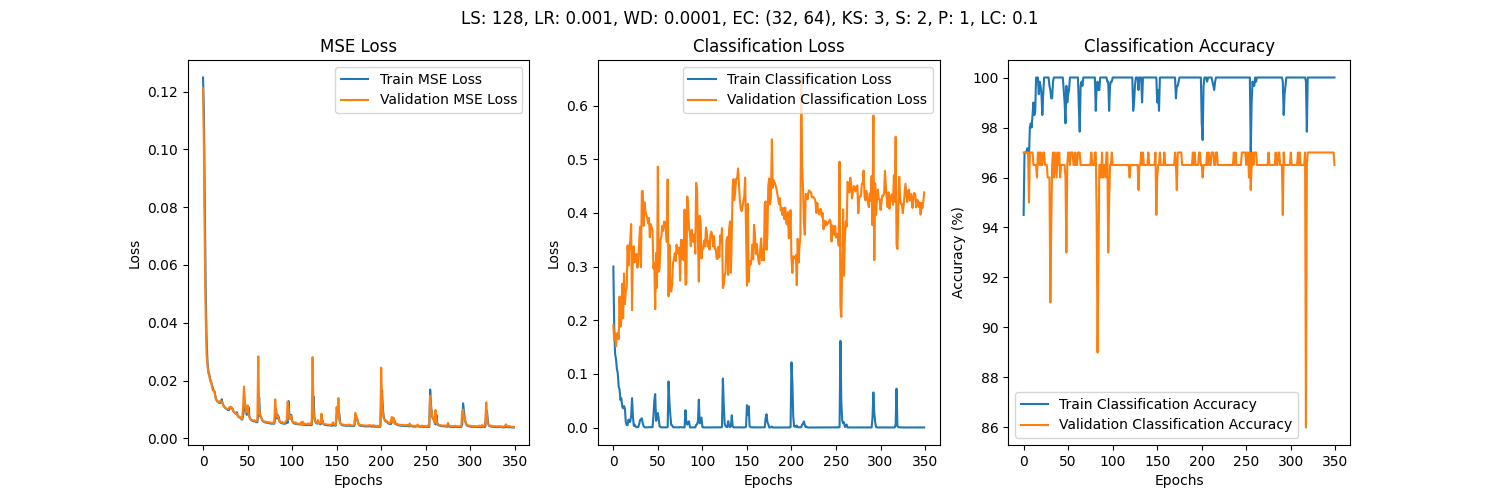 LS: 128, LR: 0.001, WD: 0.0001, EC: (32, 64), KS: 3, S: 2, P: 1, LC: 0.1
MSE Loss
Train MSE Loss
Validation MSE Loss
0.12
0.10
0.08
0.06
0.04
0.02
0.00
Loss
0 50 100 150 200 250 300 350
Epochs
Classification Loss
Train Classification Loss
Validation Classification Loss
0.6
0.5
0.4
0.3
0.2
0.1
0.0
Loss
0 50 100 150 200 250 300 350
Epochs
Classification Accuracy
100
98
96
94
92
90
88
86
Accuracy (%)
Train Classification Accuracy
Validation Classification Accuracy
0 50 100 150 200 250 300 350
Epochs